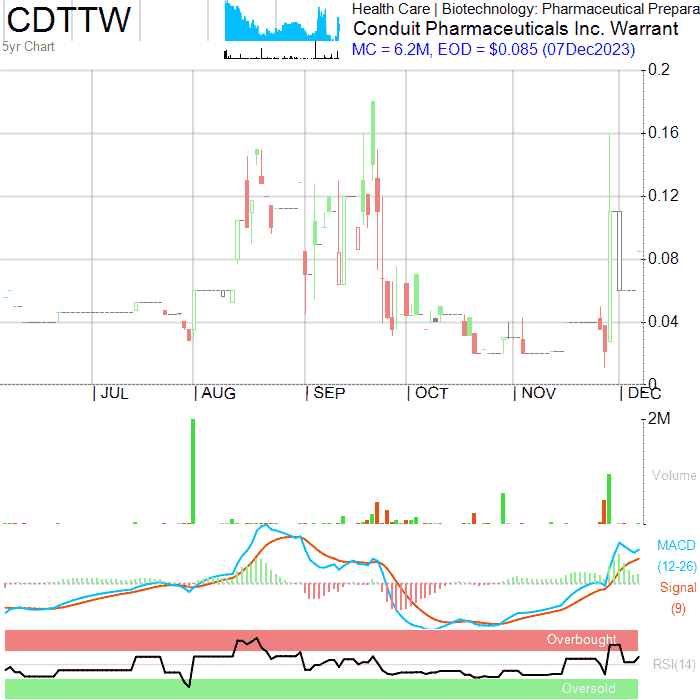 CDTTW
5yr Chart
Health Care | Biotechnology: Pharmaceutical Prepara
Conduit Pharmaceuticals Inc. Warrant
MC = 6.2M, EOD = $0.085 (07Dec2023)
0.2
0.16
0.12
0.08
0.04
0
JUL
AUG
SEP
OCT
NOV
DEC
2M
Volume
MACD
(12-26)
Signal
(9)
Overbought
RSI(14)
Oversold